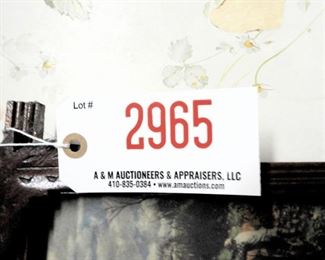 Lot #
2965
A & M AUCTIONEERS & APPRAISERS, LLC
410-835-0384 • www.amauctions.com